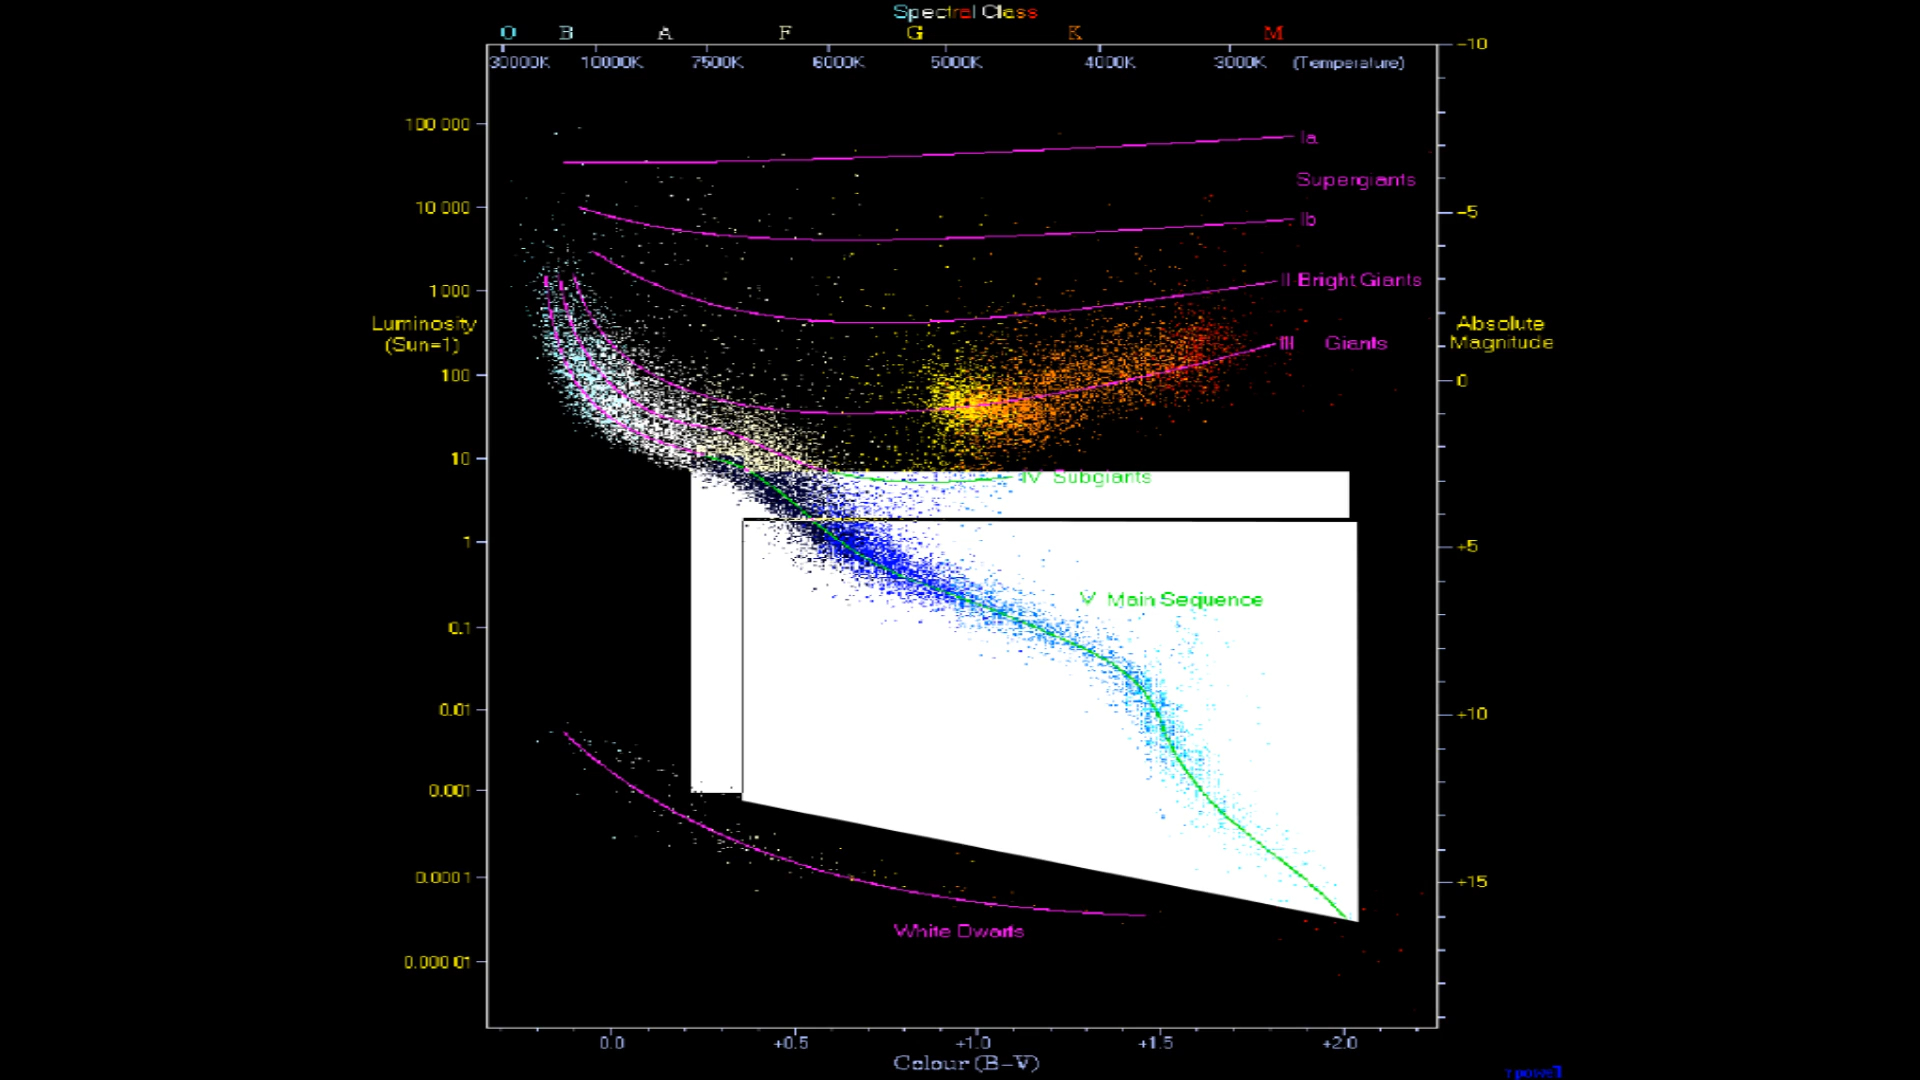 Spectral Class
O B A F G K M
30000K 10000K 7500K 6000K 5000K 4000K 3000K (Temperature)
-10
100 000
Ia
Supergiants
10 000
Ib
-5
1 000
II Bright Giants
Luminosity
(Sun=1)
Absolute
Magnitude
III Giants
100
0
10
IV Subgiants
1
+5
V Main Sequence
0.1
0.01
+10
0.001
0.0001
+15
White Dwarfs
0.00001
0.0 +0.5 +1.0 +1.5 +2.0
Colour (B-V)